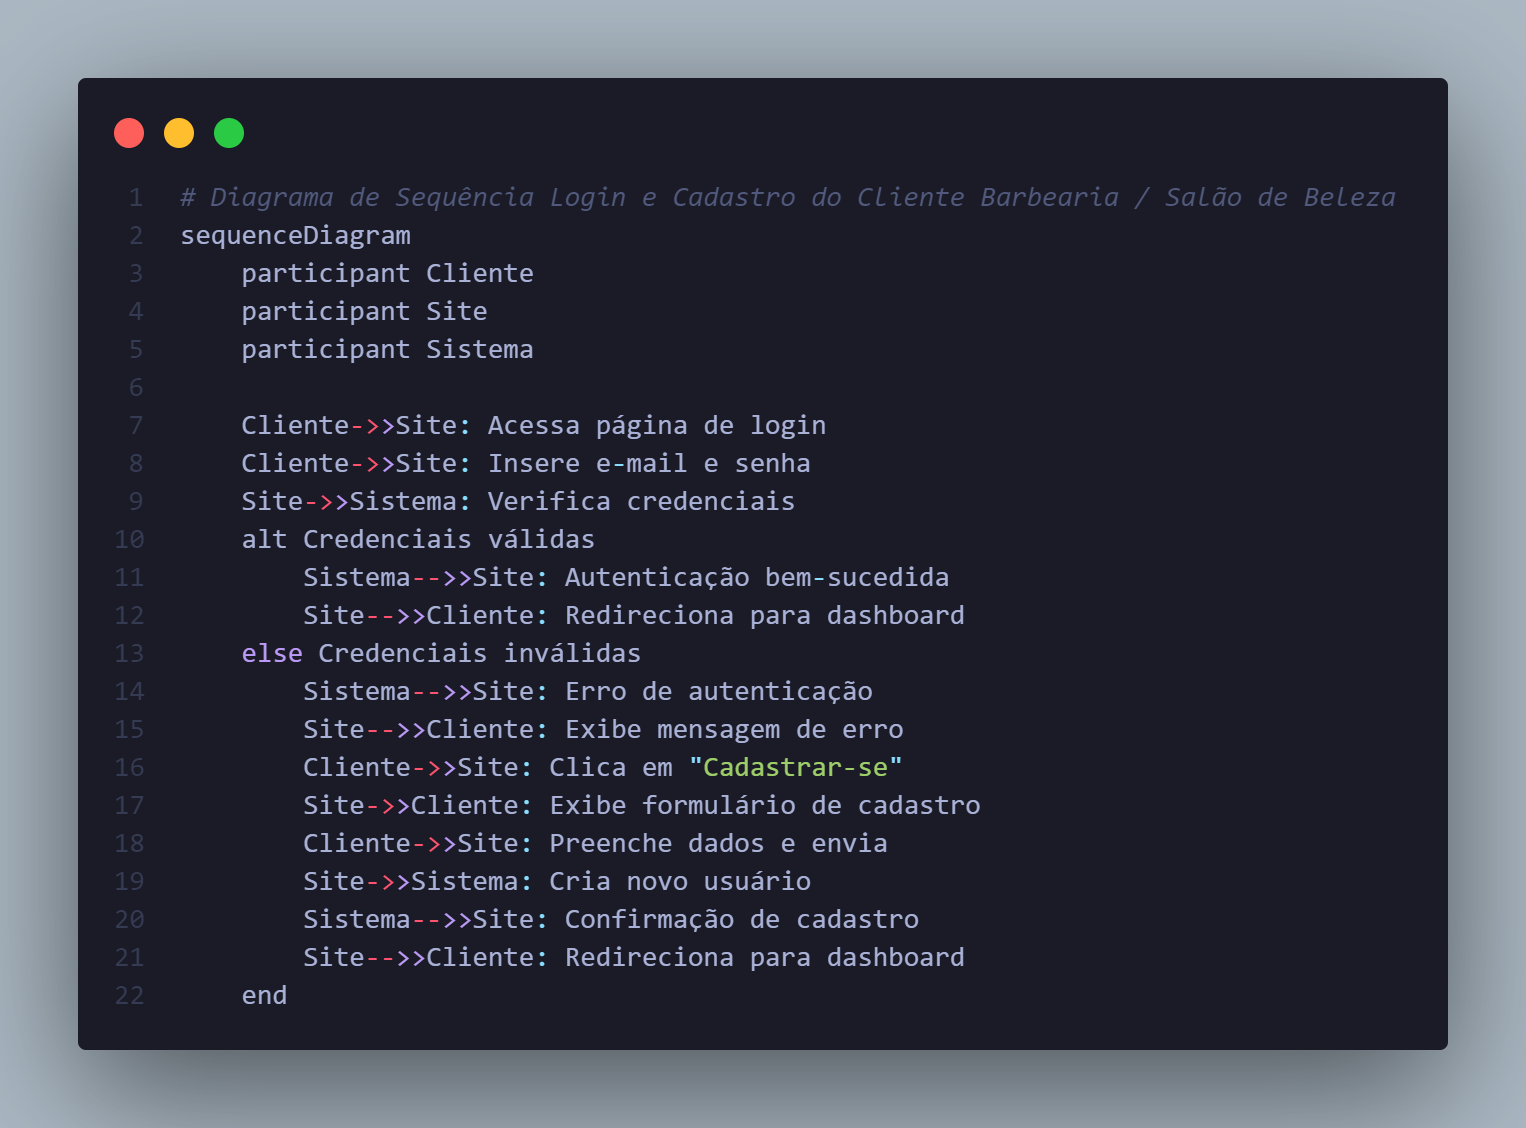 1 # Diagrama de Sequência Login e Cadastro do Cliente Barbearia / Salão de Beleza
2 sequenceDiagram
3     participant Cliente
4     participant Site
5     participant Sistema
6
7     Cliente->>Site: Acessa página de login
8     Cliente->>Site: Insere e-mail e senha
9     Site->>Sistema: Verifica credenciais
10     alt Credenciais válidas
11         Sistema-->>Site: Autenticação bem-sucedida
12         Site-->>Cliente: Redireciona para dashboard
13     else Credenciais inválidas
14         Sistema-->>Site: Erro de autenticação
15         Site-->>Cliente: Exibe mensagem de erro
16         Cliente->>Site: Clica em "Cadastrar-se"
17         Site->>Cliente: Exibe formulário de cadastro
18         Cliente->>Site: Preenche dados e envia
19         Site->>Sistema: Cria novo usuário
20         Sistema-->>Site: Confirmação de cadastro
21         Site-->>Cliente: Redireciona para dashboard
22     end